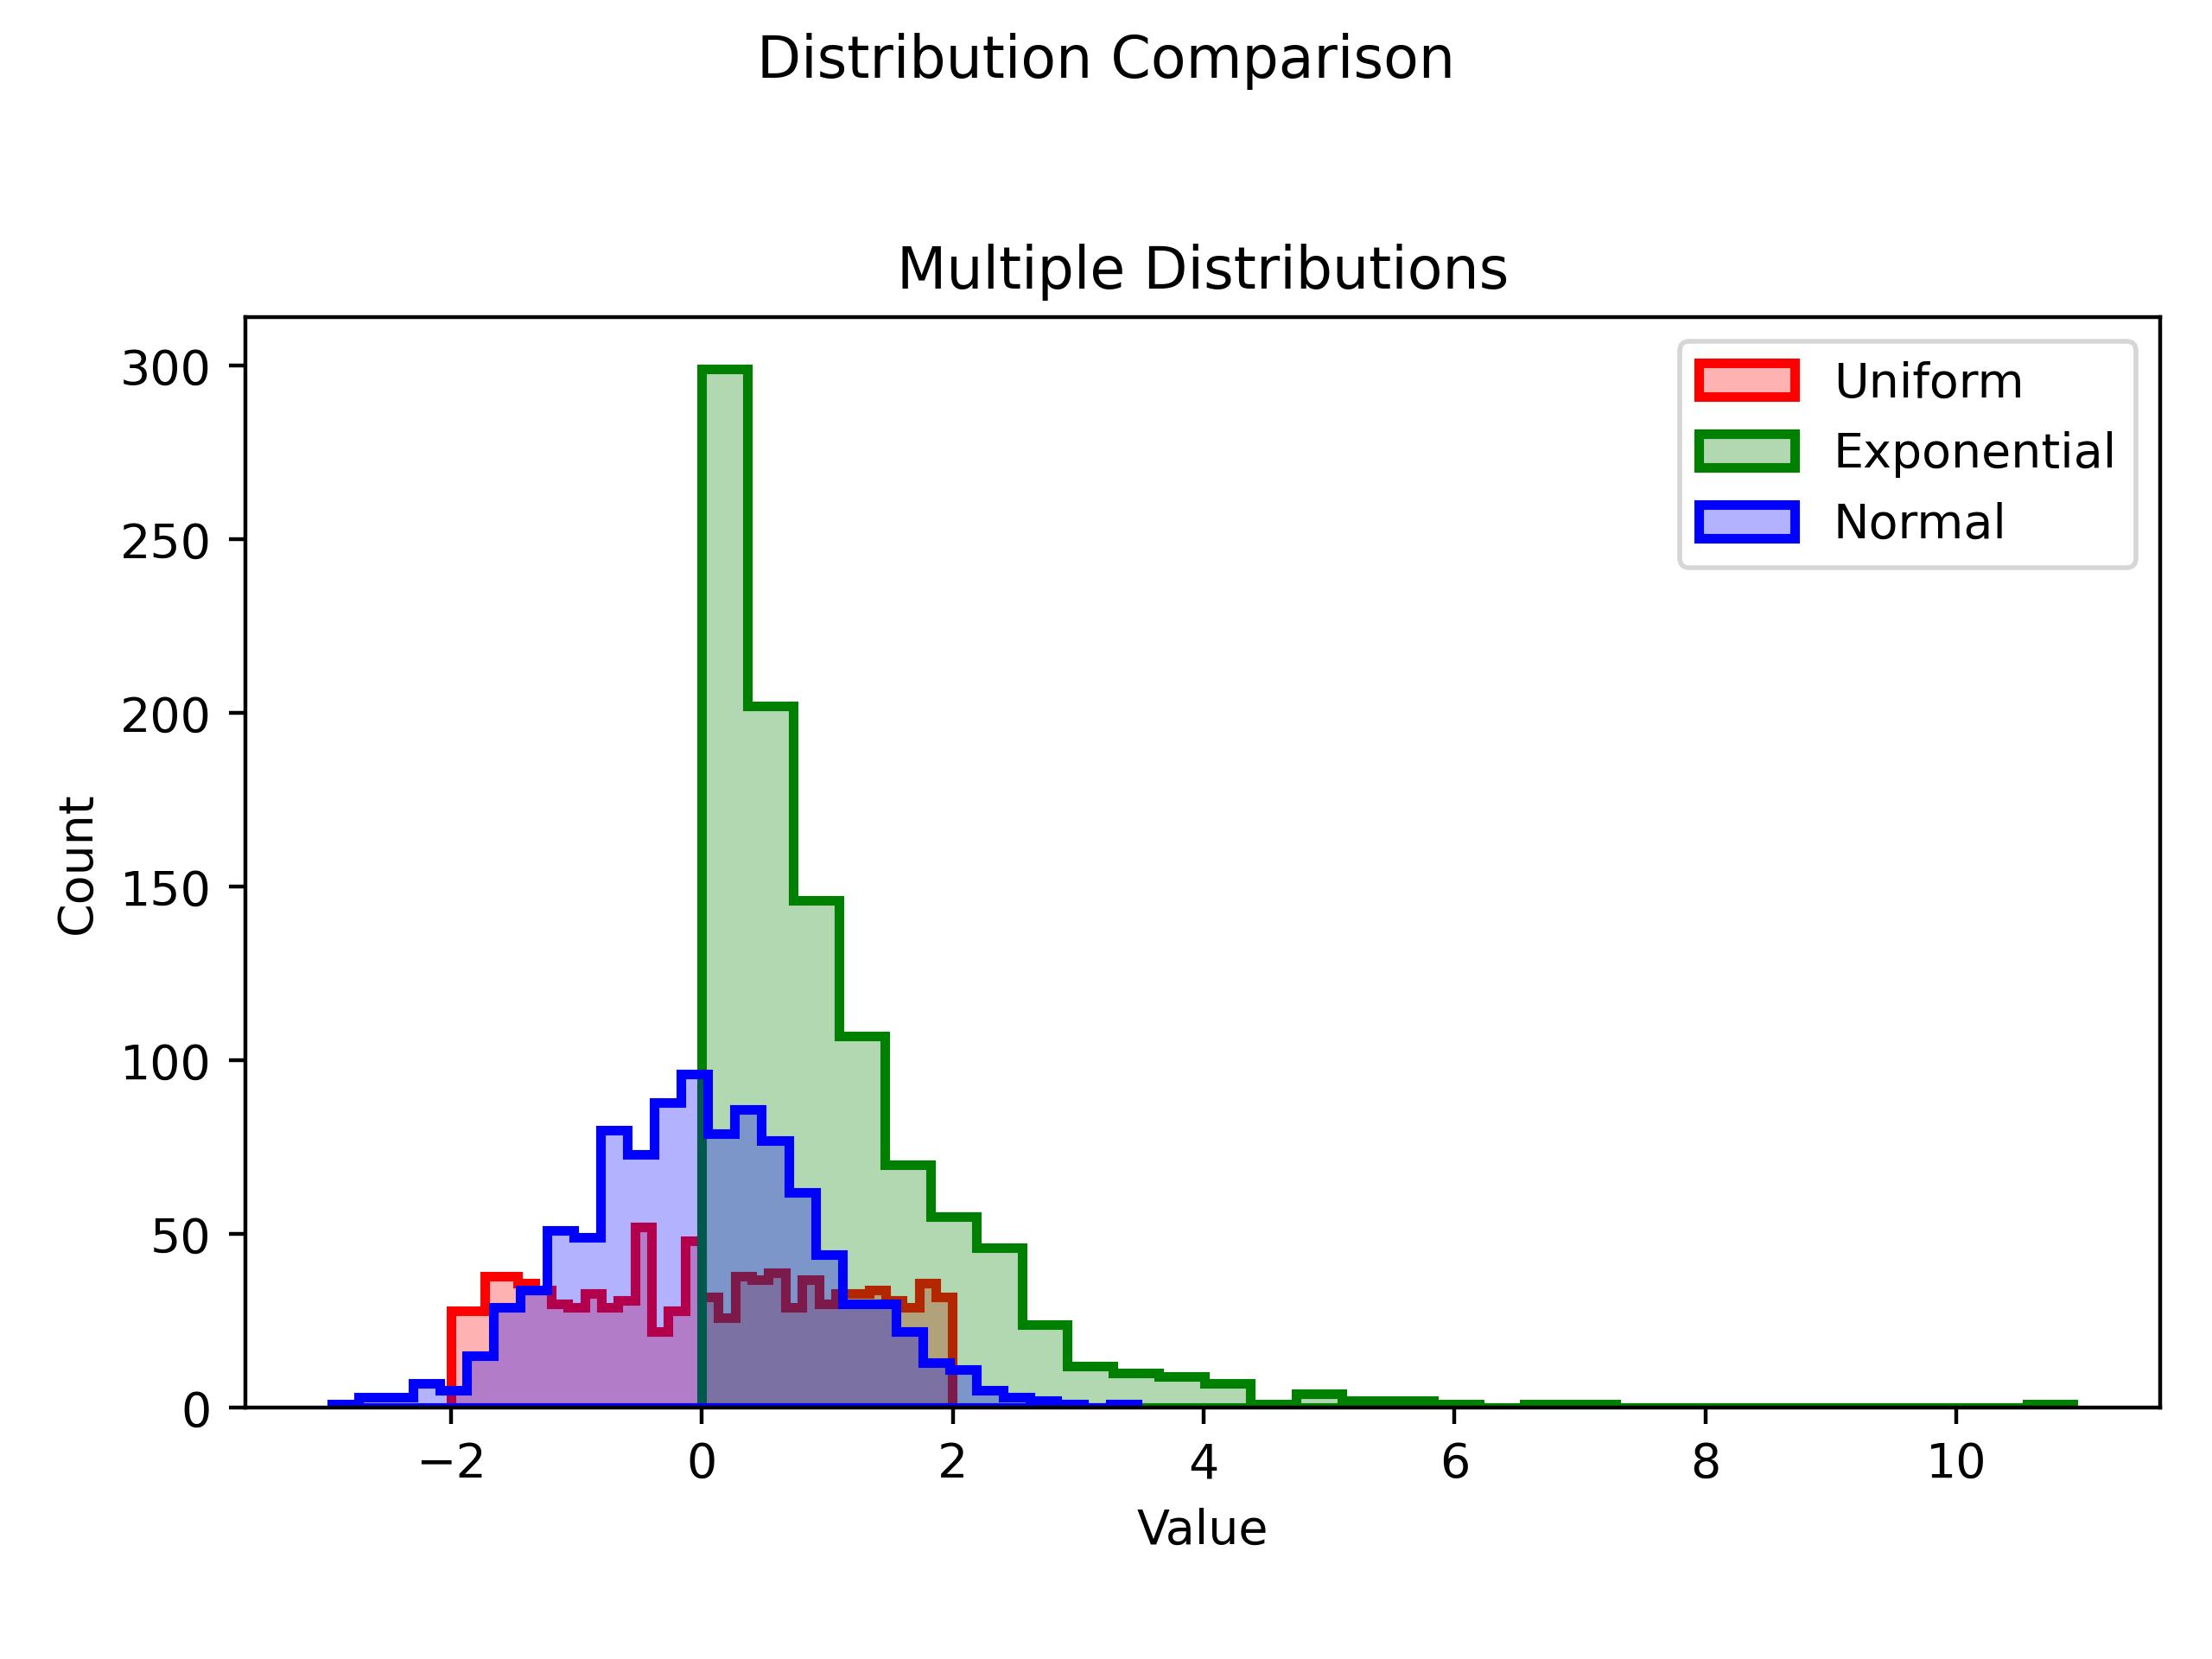 Distribution Comparison
Multiple Distributions
300
250
200
150
100
50
0
Count
Uniform
Exponential
Normal
−2 0 2 4 6 8 10
Value